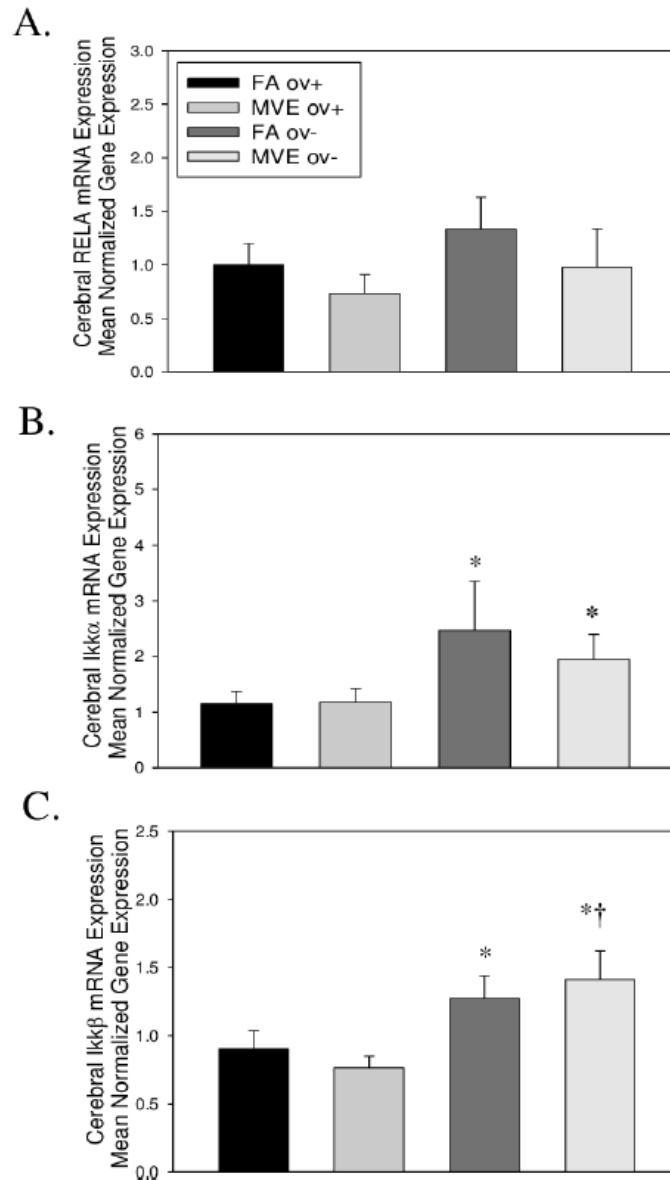 A.
Cerebral RELA mRNA Expression
Mean Normalized Gene Expression
3.0
2.5
2.0
1.5
1.0
0.5
0.0
FA ov+
MVE ov+
FA ov-
MVE ov-
B.
Cerebral Ikkα mRNA Expression
Mean Normalized Gene Expression
6
5
4
3
2
1
0
*
*
C.
Cerebral Ikkβ mRNA Expression
Mean Normalized Gene Expression
2.5
2.0
1.5
1.0
0.5
0.0
*
*†